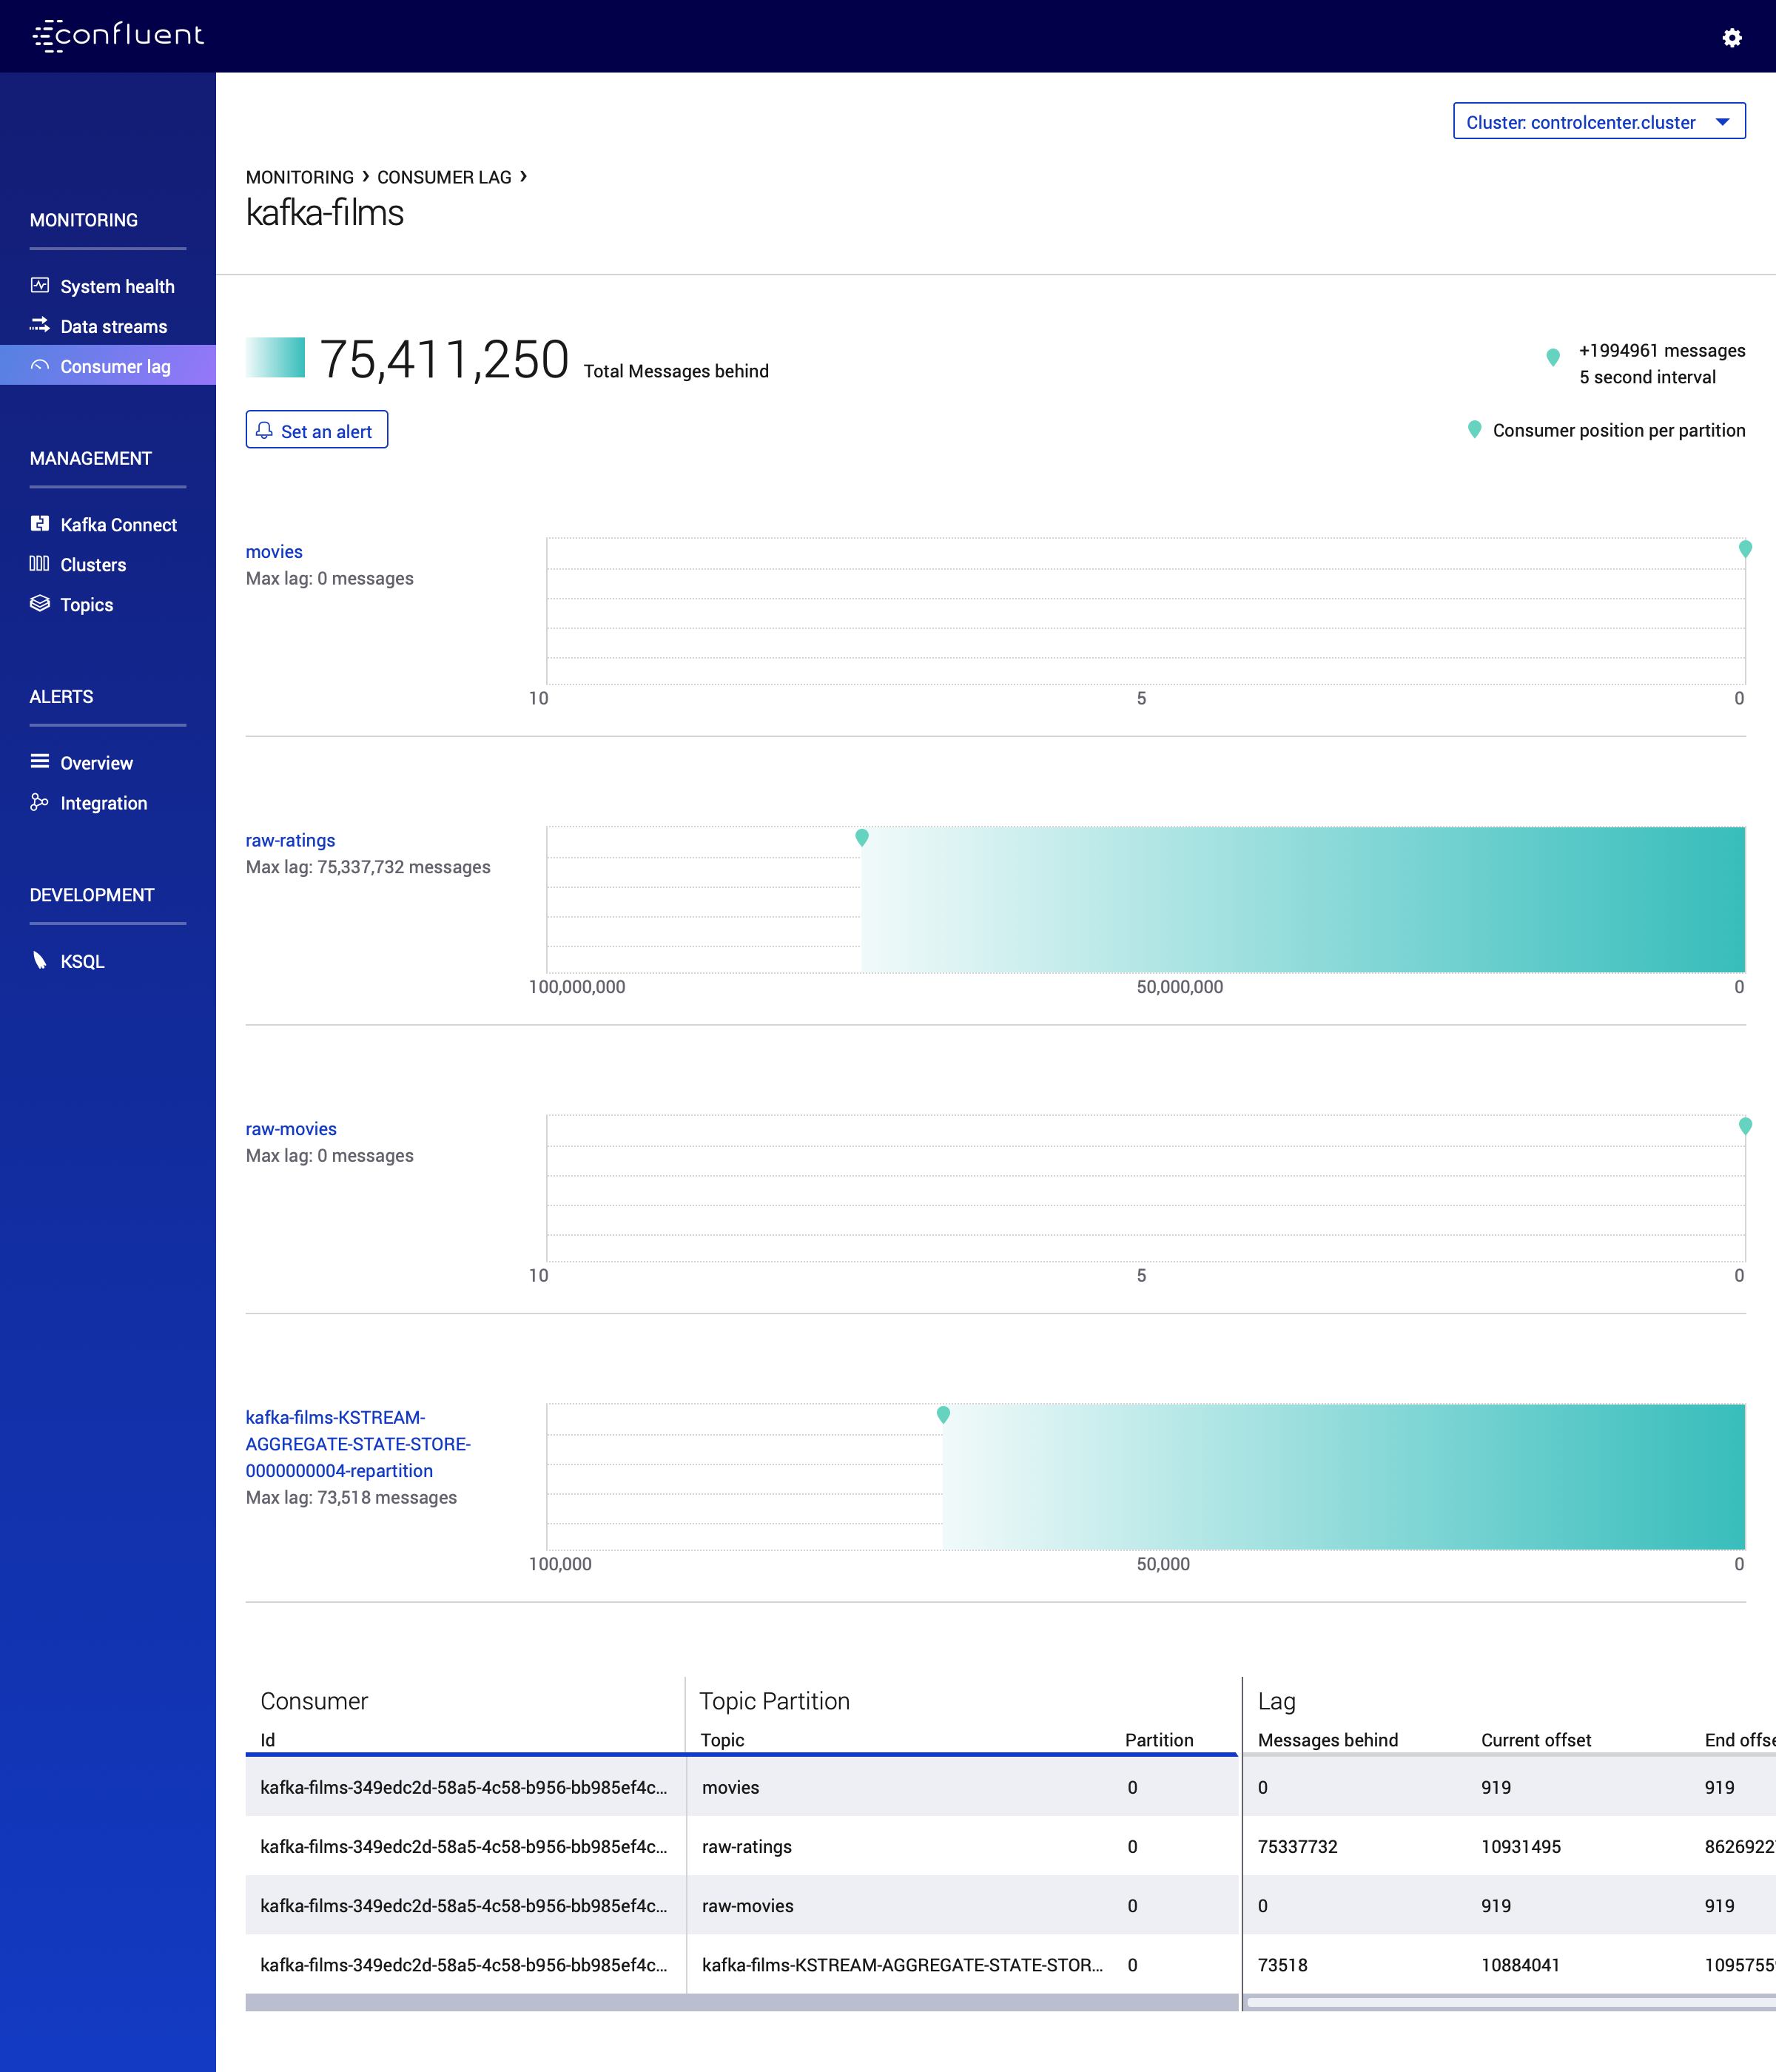 confluent
Cluster: controlcenter.cluster
MONITORING › CONSUMER LAG ›
kafka-films
MONITORING
System health
Data streams
Consumer lag
MANAGEMENT
Kafka Connect
Clusters
Topics
ALERTS
Overview
Integration
DEVELOPMENT
KSQL
75,411,250 Total Messages behind
Set an alert
+1994961 messages
5 second interval
Consumer position per partition
movies
Max lag: 0 messages
10 5 0
raw-ratings
Max lag: 75,337,732 messages
100,000,000 50,000,000 0
raw-movies
Max lag: 0 messages
10 5 0
kafka-films-KSTREAM-
AGGREGATE-STATE-STORE-
0000000004-repartition
Max lag: 73,518 messages
100,000 50,000 0
Consumer Topic Partition Lag
Id Topic Partition Messages behind Current offset End offse
kafka-films-349edc2d-58a5-4c58-b956-bb985ef4c... movies 0 0 919 919
kafka-films-349edc2d-58a5-4c58-b956-bb985ef4c... raw-ratings 0 75337732 10931495 8626922
kafka-films-349edc2d-58a5-4c58-b956-bb985ef4c... raw-movies 0 0 919 919
kafka-films-349edc2d-58a5-4c58-b956-bb985ef4c... kafka-films-KSTREAM-AGGREGATE-STATE-STOR... 0 73518 10884041 1095755